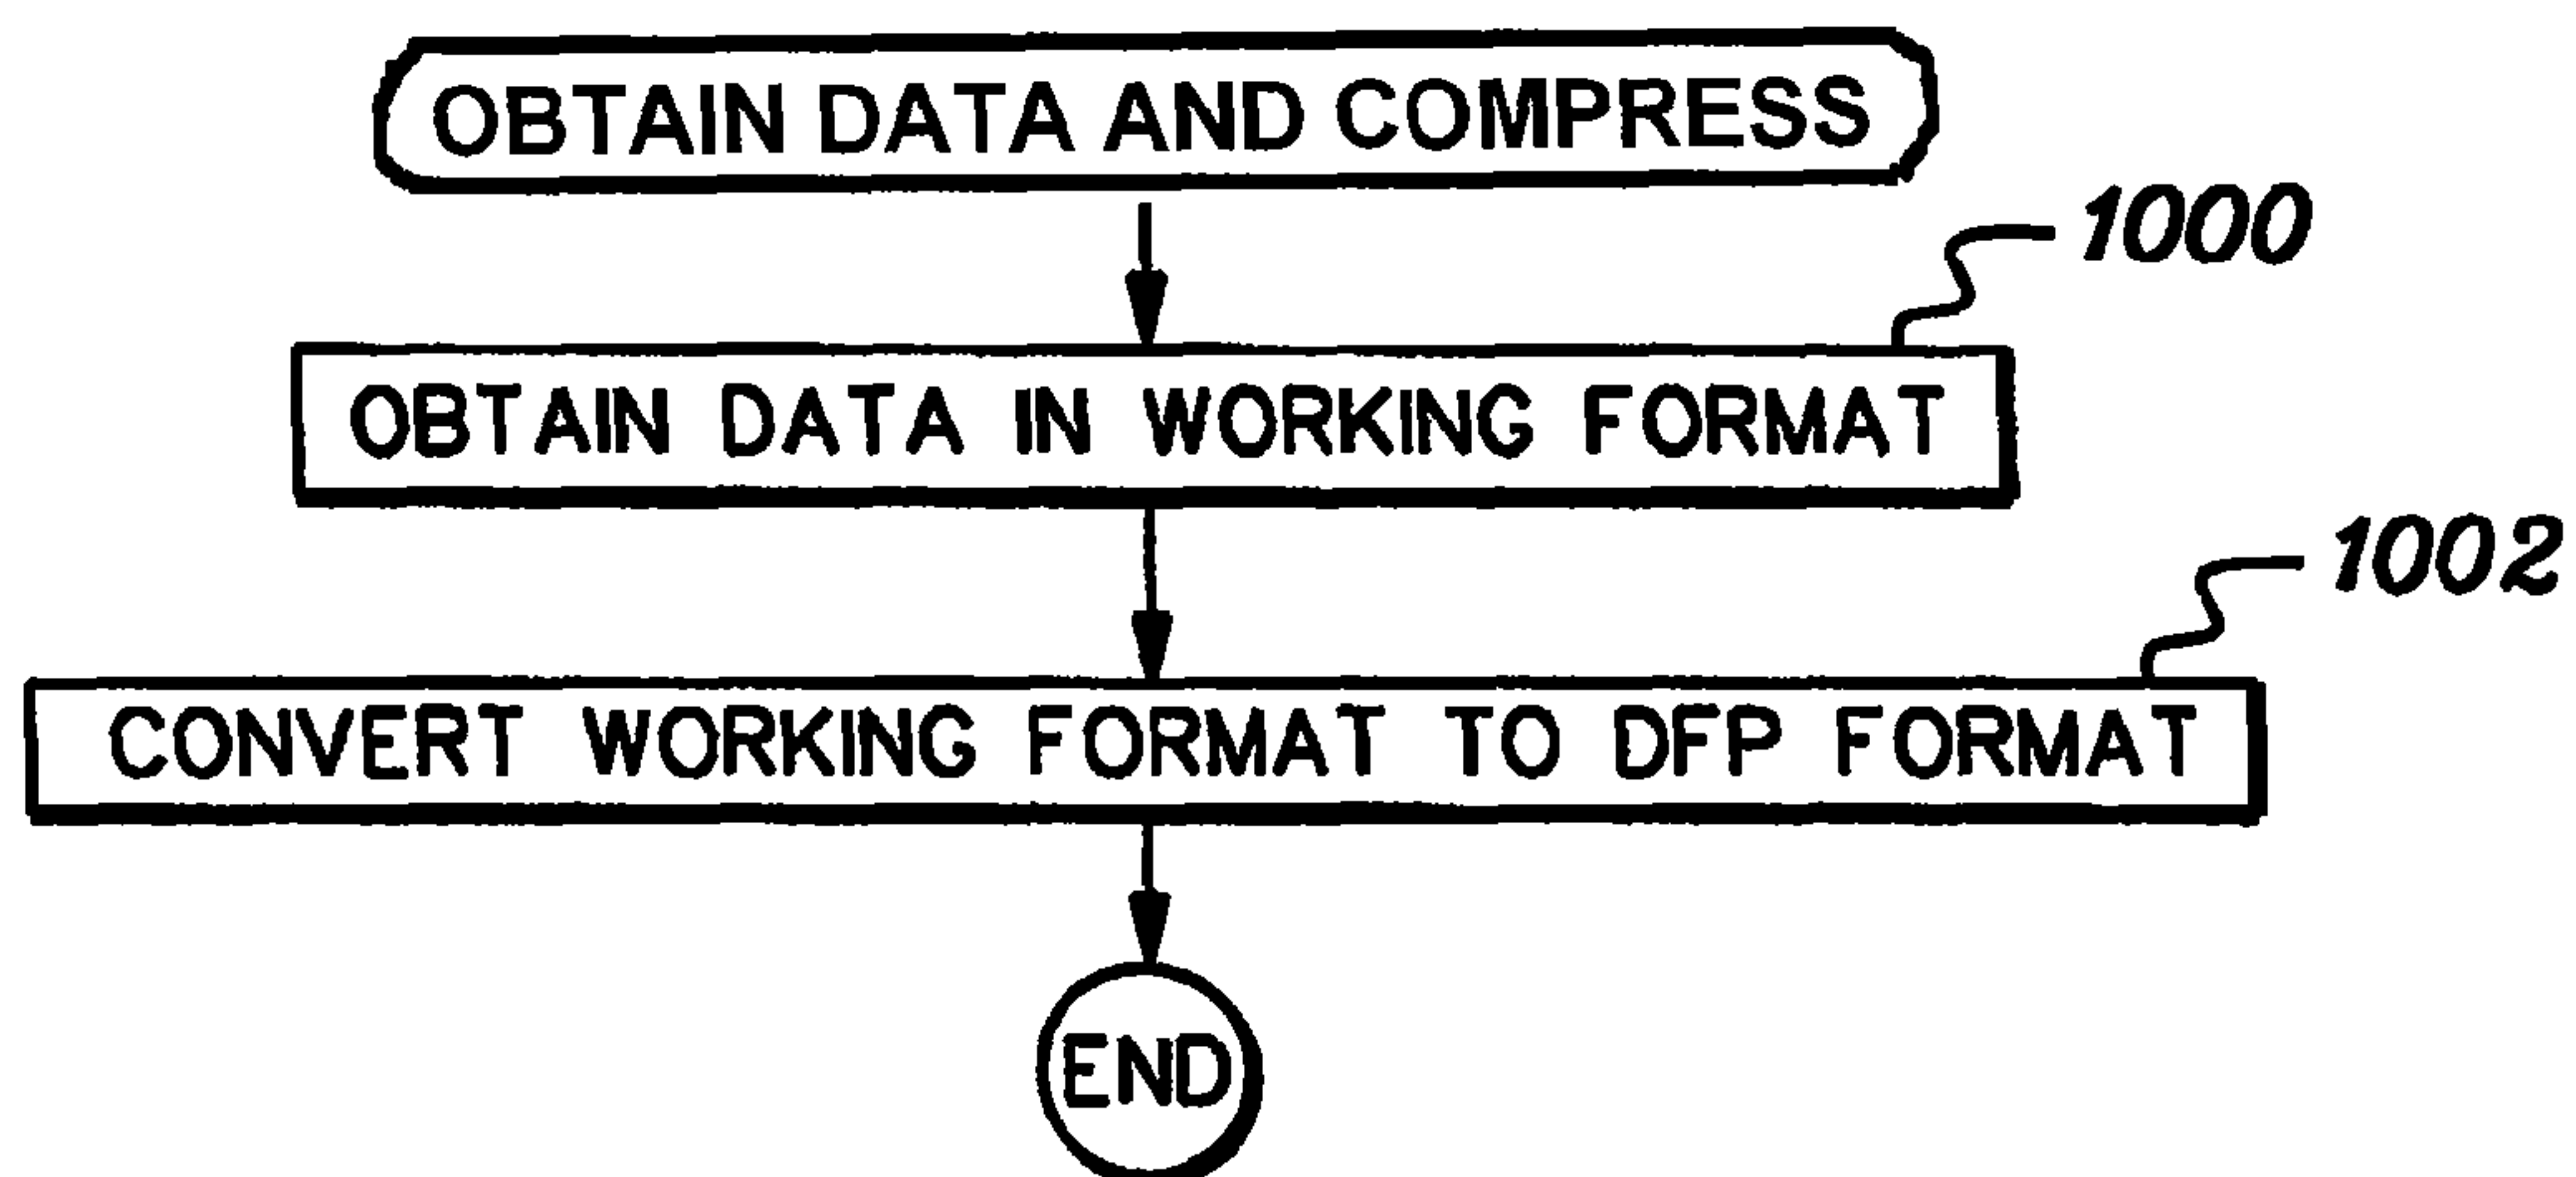 OBTAIN DATA AND COMPRESS
1000
OBTAIN DATA IN WORKING FORMAT
1002
CONVERT WORKING FORMAT TO DFP FORMAT
END